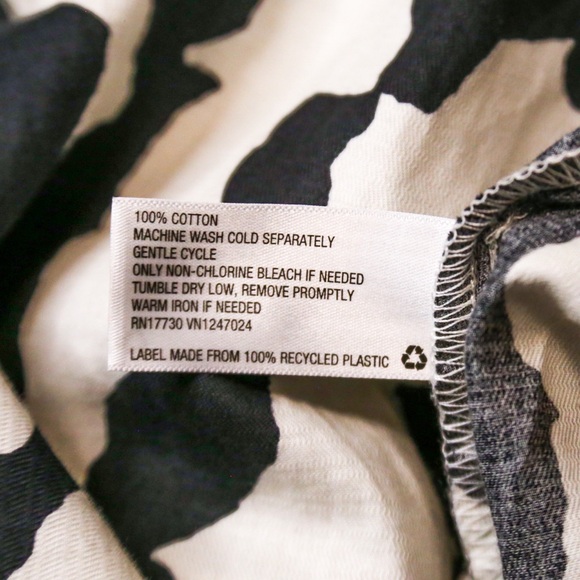 100% COTTON
MACHINE WASH COLD SEPARATELY
GENTLE CYCLE
ONLY NON-CHLORINE BLEACH IF NEEDED
TUMBLE DRY LOW, REMOVE PROMPTLY
WARM IRON IF NEEDED
RN17730 VN1247024
LABEL MADE FROM 100% RECYCLED PLASTIC